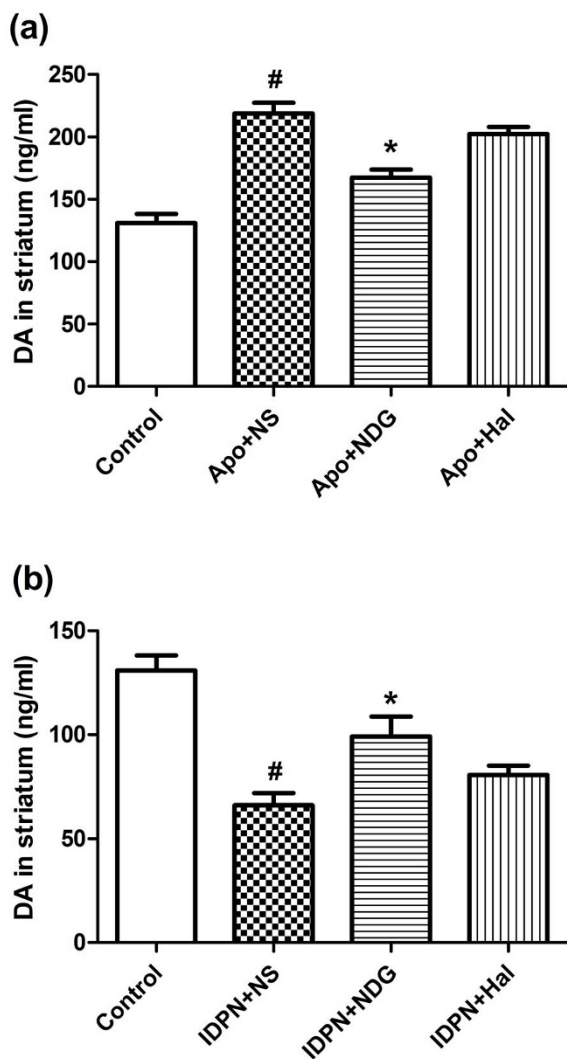 (a)
DA in striatum (ng/ml)
250
200
150
100
50
0
#
*
Control
Apo+NS
Apo+NDG
Apo+Hal
(b)
DA in striatum (ng/ml)
150
100
50
0
#
*
Control
IDPN+NS
IDPN+NDG
IDPN+Hal